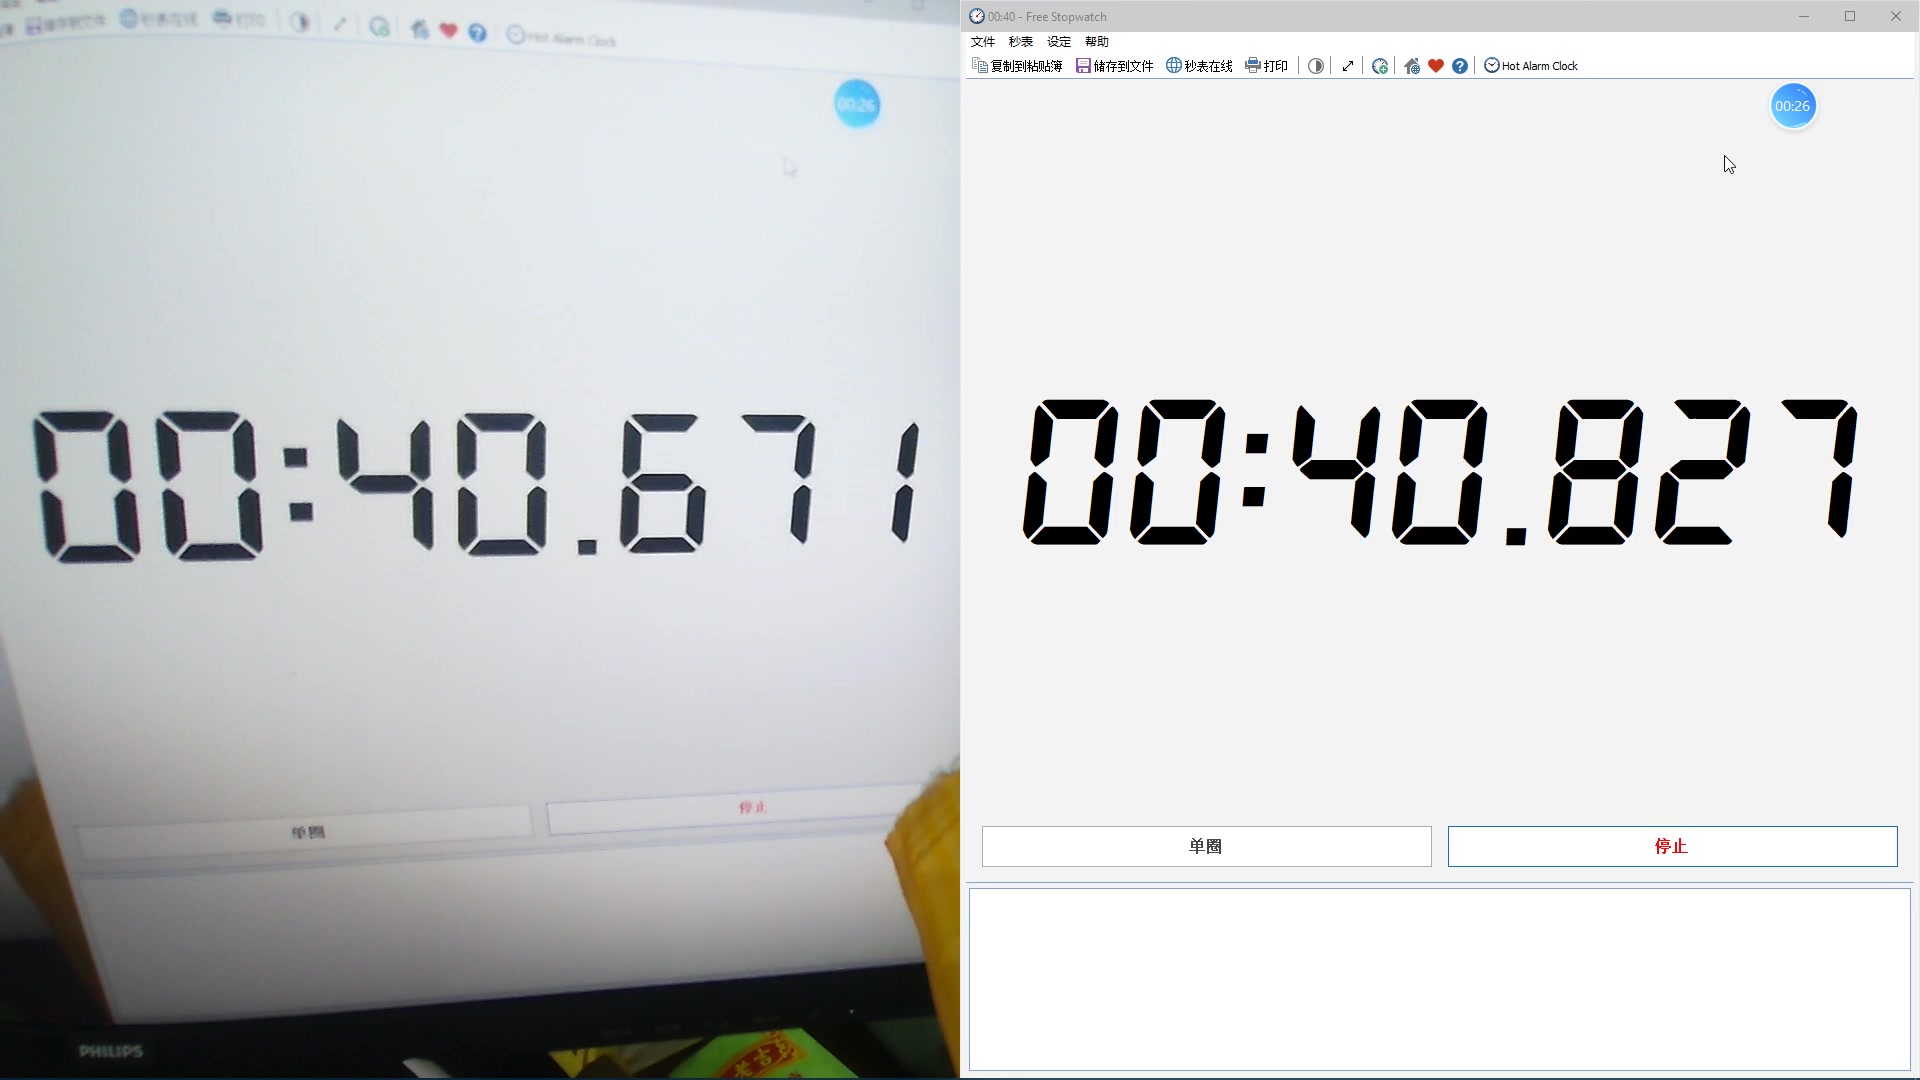 储存到文件 秒表在线 打印 Hot Alarm Clock
00:26
00:40.671
单圈 停止
PHILIPS
00:40 - Free Stopwatch
文件 秒表 设定 帮助
复制到粘贴簿 储存到文件 秒表在线 打印 Hot Alarm Clock
00:26
00:40.827
单圈 停止